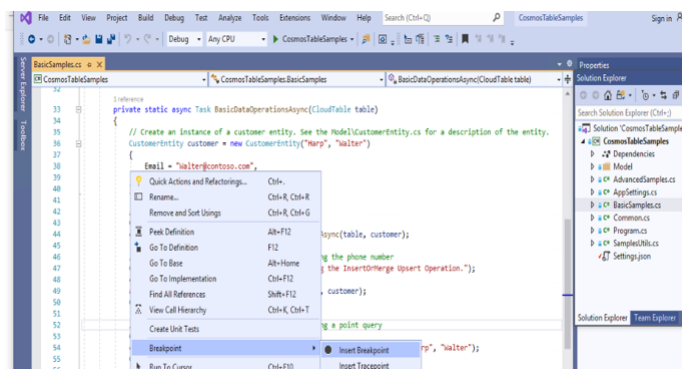 File Edit View Project Build Debug Test Analyze Tools Extensions Window Help Search (Ctrl+Q) CosmosTableSamples Sign in
Debug Any CPU CosmosTableSamples
BasicSamples.cs
CosmosTableSamples CosmosTableSamples.BasicSamples BasicDataOperationsAsync(CloudTable table)
Server Explorer
Toolbox
32
1 reference
33 private static async Task BasicDataOperationsAsync(CloudTable table)
34 {
35 // Create an instance of a customer entity. See the Model\CustomerEntity.cs for a description of the entity.
36 CustomerEntity customer = new CustomerEntity("Harp", "Walter")
37 {
38 Email = "Walter@contoso.com",
39
40
41
42
43
44 Async(table, customer);
45
46 ng the phone number
47 g the InsertOrMerge Upsert Operation.");
48
49 , customer);
50
51
52 ng a point query
53
54 rp", "Walter");
55
Quick Actions and Refactorings... Ctrl+.
Rename... Ctrl+R, Ctrl+R
Remove and Sort Usings Ctrl+R, Ctrl+G
Peek Definition Alt+F12
Go To Definition F12
Go To Base Alt+Home
Go To Implementation Ctrl+F12
Find All References Shift+F12
View Call Hierarchy Ctrl+K, Ctrl+T
Create Unit Tests
Breakpoint
Run To Cursor Ctrl+F10
Insert Breakpoint
Insert Tracepoint
Properties
Solution Explorer
Search Solution Explorer (Ctrl+;)
Solution 'CosmosTableSample
CosmosTableSamples
Dependencies
Model
AdvancedSamples.cs
AppSettings.cs
BasicSamples.cs
Common.cs
Program.cs
SamplesUtils.cs
Settings.json
Solution Explorer Team Explorer